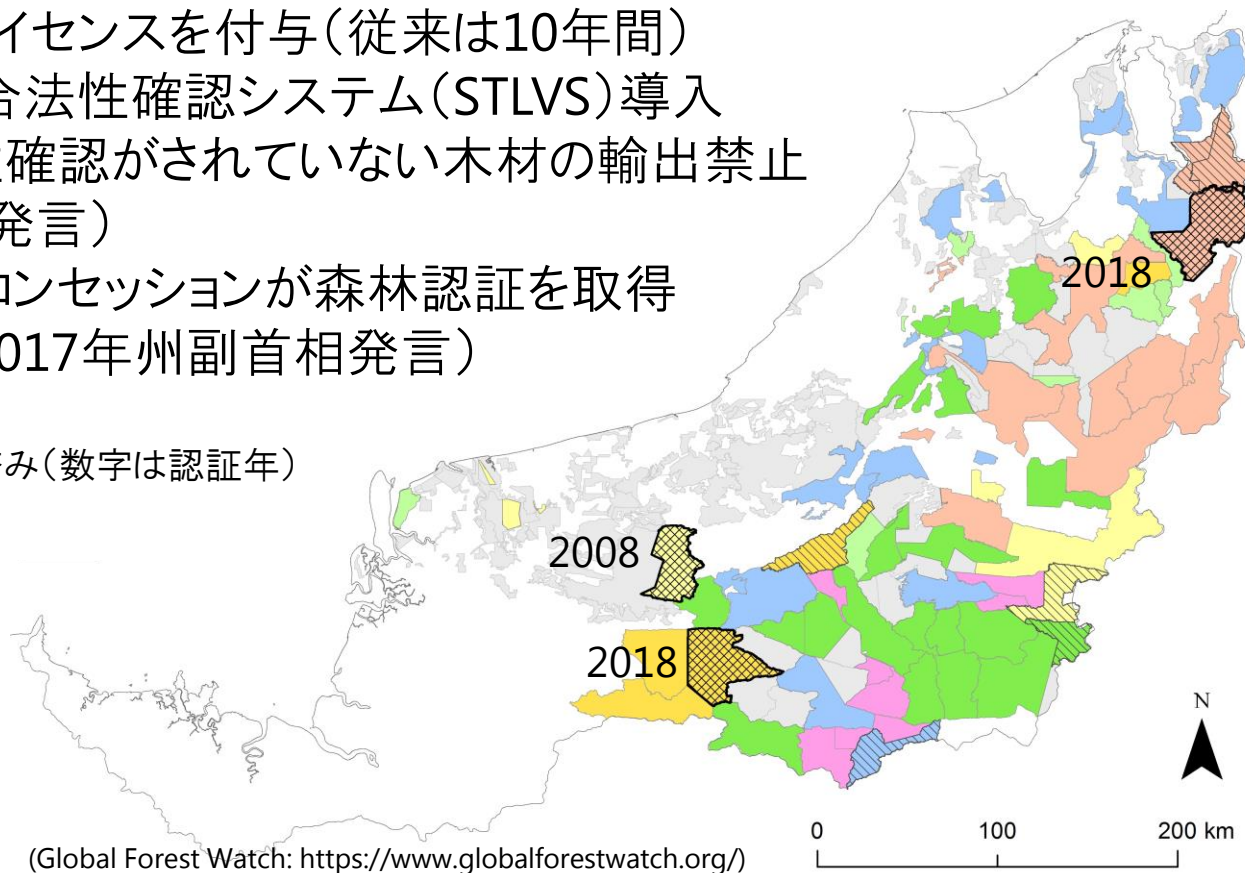 イセンスを付与（従来は10年間）
合法性確認システム（STLVS）導入
確認がされていない木材の輸出禁止
発言）
コンセッションが森林認証を取得
017年州副首相発言）
み（数字は認証年）
2018
2008
2018
N
0 100 200 km
(Global Forest Watch: https://www.globalforestwatch.org/)